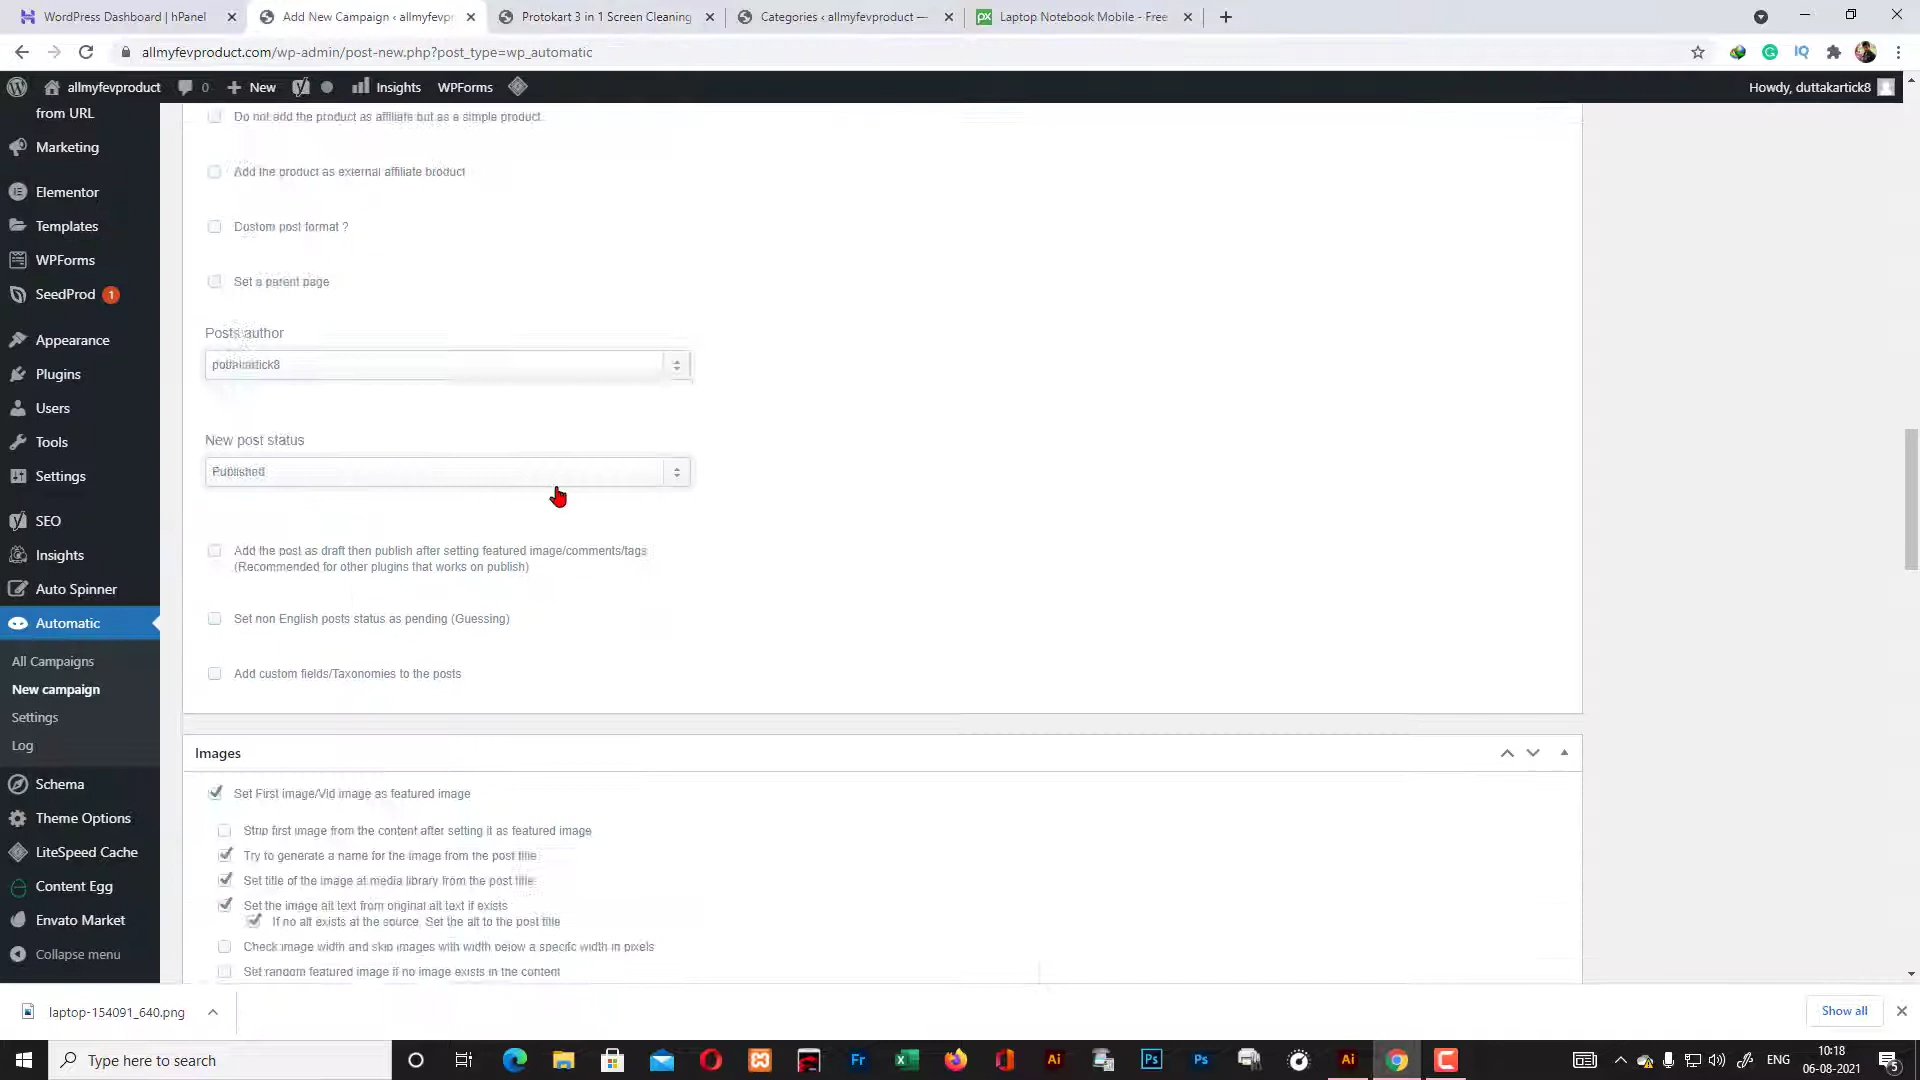 WordPress Dashboard | hPanel
Add New Campaign ‹ allmyfevpr
Protokart 3 in 1 Screen Cleaning
Categories ‹ allmyfevproduct —
Laptop Notebook Mobile - Free
allmyfevproduct.com/wp-admin/post-new.php?post_type=wp_automatic
allmyfevproduct
0
New
Insights
WPForms
Howdy, duttakartick8
from URL
Marketing
Elementor
Templates
WPForms
SeedProd 1
Appearance
Plugins
Users
Tools
Settings
SEO
Insights
Auto Spinner
Automatic
All Campaigns
New campaign
Settings
Log
Schema
Theme Options
LiteSpeed Cache
Content Egg
Envato Market
Collapse menu
Do not add the product as affiliate but as a simple product.
Add the product as external affiliate
post format ?
Set a parent page
Posts author
New post status
Published
Add the post as draft then publish after setting featured image/comments/tags
(Recommended for other plugins that works on publish)
Set non English posts status as pending (Guessing)
Add custom fields/Taxonomies to the posts
Images
Set First image/Vid image as featured image
Strip first image from the content after setting it as featured image
Try to generate a name for the image from the post title
Set title of the image at media library from the post title
Set the image alt text from original alt text if exists
If no alt exists at the source, Set the alt to the post title
Check image width and skip images with width below a specific width in pixels
Set random featured image if no image exists in the content
laptop-154091_640.png
Show all
Type here to search
ENG
10:18
06-08-2021
5